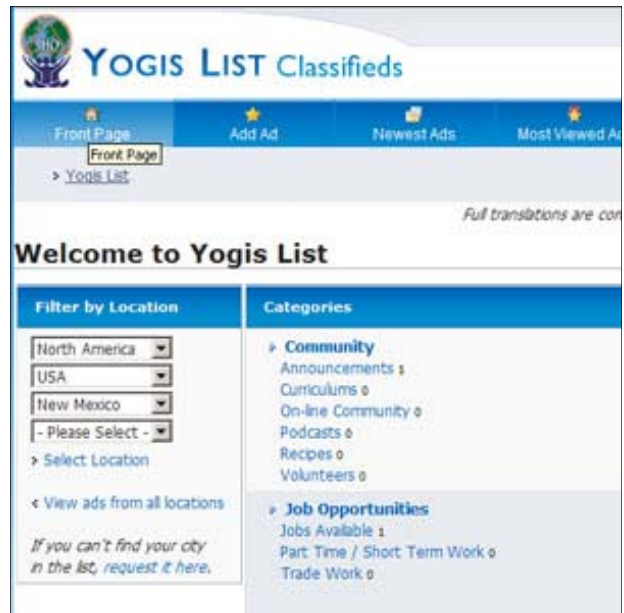 3HO
YOGIS LIST Classifieds
Front Page Add Ad Newest Ads Most Viewed
Front Page
> Yogis List
Full translations are
Welcome to Yogis List
Filter by Location
North America
USA
New Mexico
- Please Select -
> Select Location
< View ads from all locations
If you can't find your city
in the list, request it here.
Categories
Community
Announcements 1
Curriculums 0
On-line Community 0
Podcasts 0
Recipes 0
Volunteers 0
Job Opportunities
Jobs Available 1
Part Time / Short Term Work 0
Trade Work 0